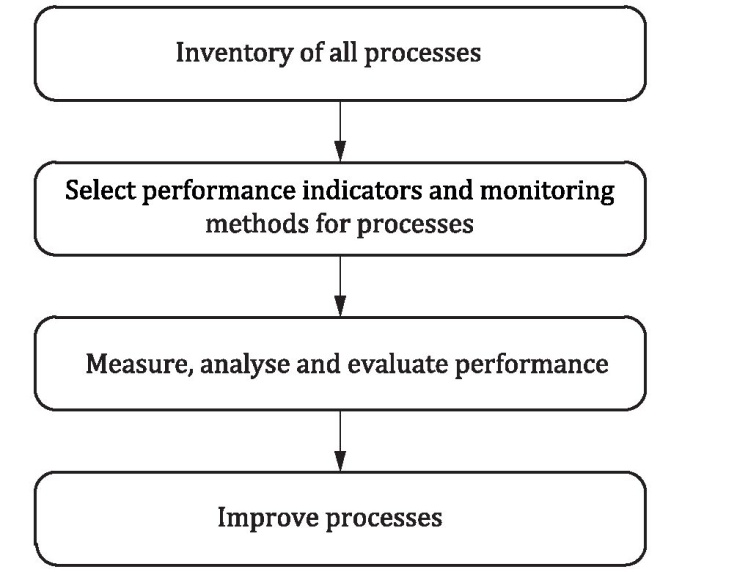 Inventory of all processes
Select performance indicators and monitoring
methods for processes
Measure, analyse and evaluate performance
Improve processes